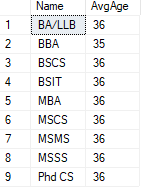 Name AvgAge
1 BA/LLB 36
2 BBA 35
3 BSCS 36
4 BSIT 36
5 MBA 36
6 MSCS 36
7 MSMS 36
8 MSSS 36
9 Phd CS 36